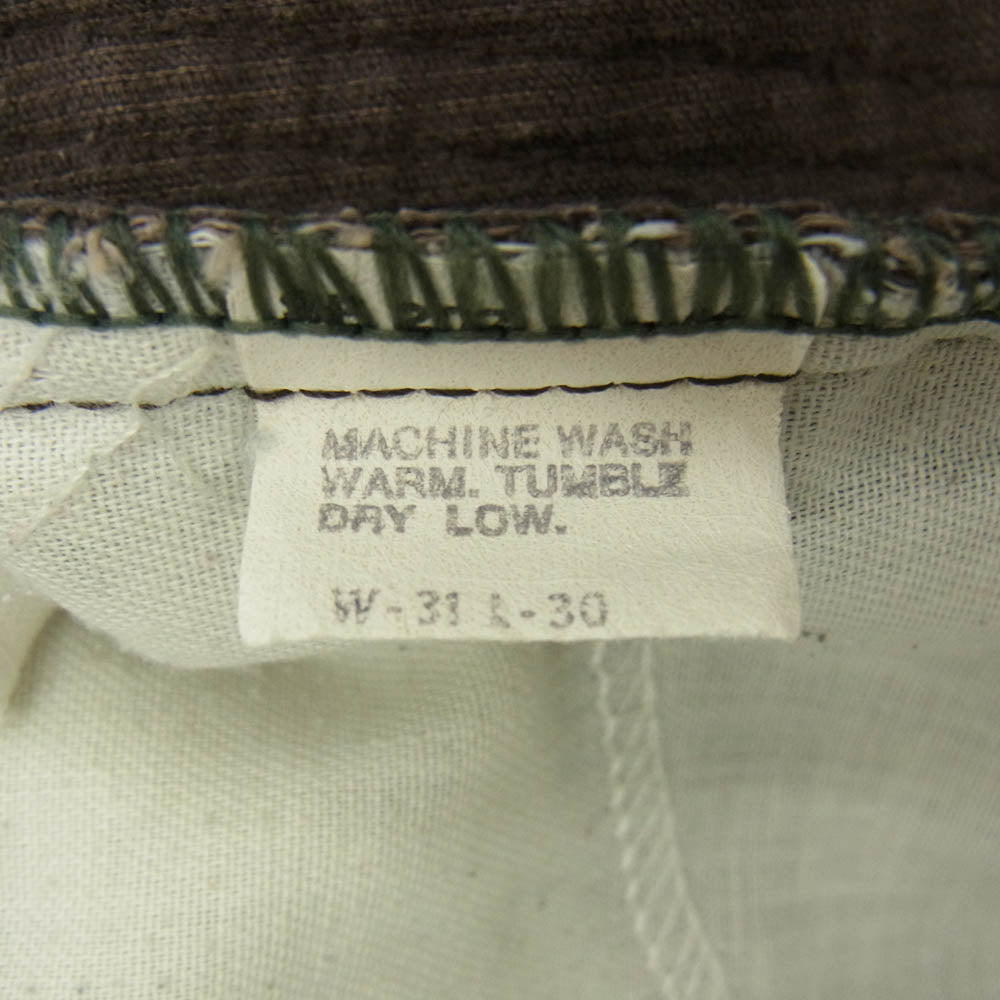 MACHINE WASH
WARM. TUMBLE
DRY LOW.
W-31 L-30